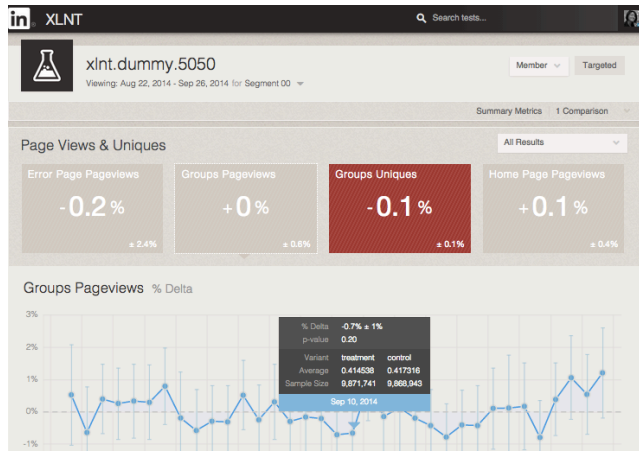 in XLNT Search tests...
xlnt.dummy.5050
Member Targeted
Viewing: Aug 22, 2014 - Sep 26, 2014 for Segment 00
Summary Metrics 1 Comparison
Page Views & Uniques
All Results
Error Page Pageviews
-0.2 %
± 2.4%
Groups Pageviews
+0 %
± 0.6%
Groups Uniques
-0.1 %
± 0.1%
Home Page Pageviews
+0.1 %
± 0.4%
Groups Pageviews % Delta
3%
2%
1%
0%
-1%
% Delta -0.7% ± 1%
p-value 0.20
Variant treatment control
Average 0.414538 0.417316
Sample Size 9,871,741 9,868,943
Sep 10, 2014